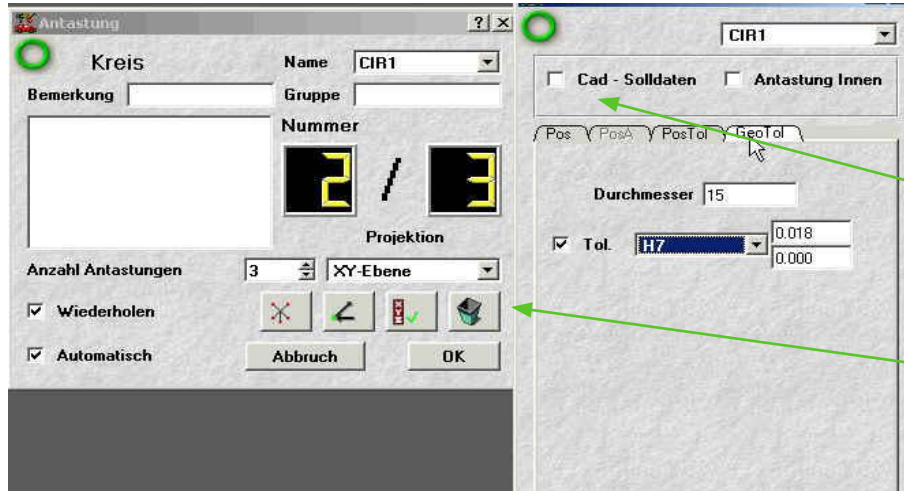 Antastung
Kreis
Name CIR1
Bemerkung
Gruppe
Nummer
2 / 3
Projektion
Anzahl Antastungen 3 XY-Ebene
Wiederholen
Automatisch
Abbruch OK
CIR1
Cad - Solldaten Antastung Innen
Pos PosA PosTol GeoTol
Durchmesser 15
Tol. H7 0.018
0.000